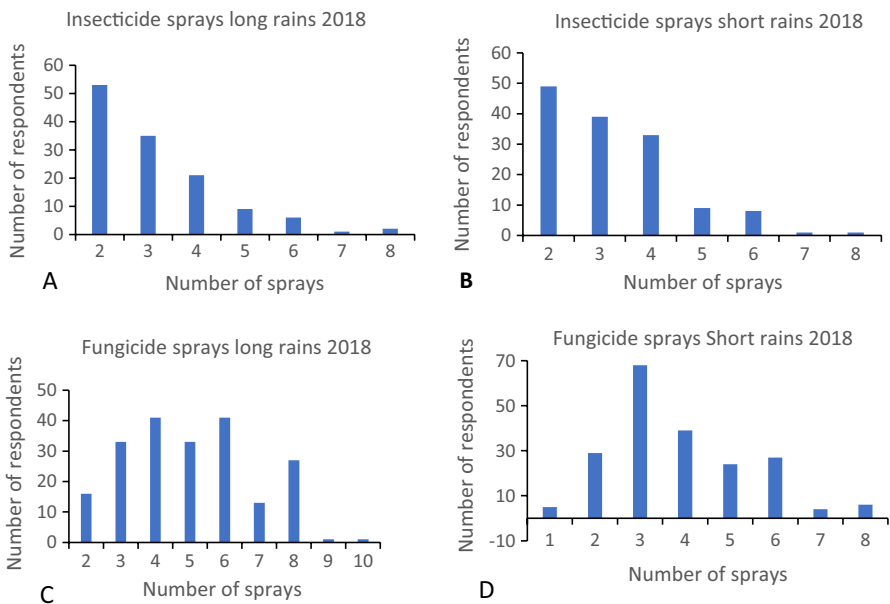 Insecticide sprays long rains 2018
Number of respondents
60
50
40
30
20
10
0
2 3 4 5 6 7 8
Number of sprays
A
Insecticide sprays short rains 2018
Number of respondents
60
50
40
30
20
10
0
2 3 4 5 6 7 8
Number of sprays
B
Fungicide sprays long rains 2018
Number of respondents
50
40
30
20
10
0
2 3 4 5 6 7 8 9 10
Number of sprays
C
Fungicide sprays Short rains 2018
Number of respondents
70
50
30
10
-10
1 2 3 4 5 6 7 8
Number of sprays
D